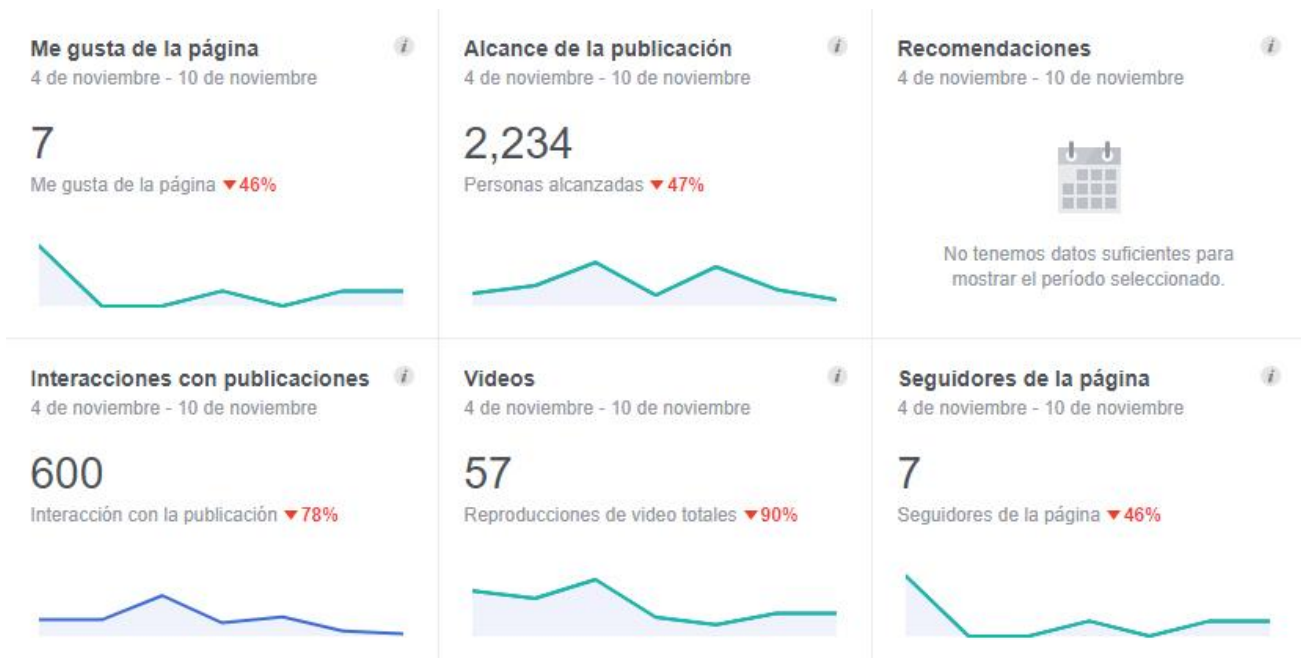 Me gusta de la página
4 de noviembre - 10 de noviembre
7
Me gusta de la página ▼46%
Alcance de la publicación
4 de noviembre - 10 de noviembre
2,234
Personas alcanzadas ▼47%
Recomendaciones
4 de noviembre - 10 de noviembre
No tenemos datos suficientes para
mostrar el período seleccionado.
Interacciones con publicaciones
4 de noviembre - 10 de noviembre
600
Interacción con la publicación ▼78%
Videos
4 de noviembre - 10 de noviembre
57
Reproducciones de video totales ▼90%
Seguidores de la página
4 de noviembre - 10 de noviembre
7
Seguidores de la página ▼46%